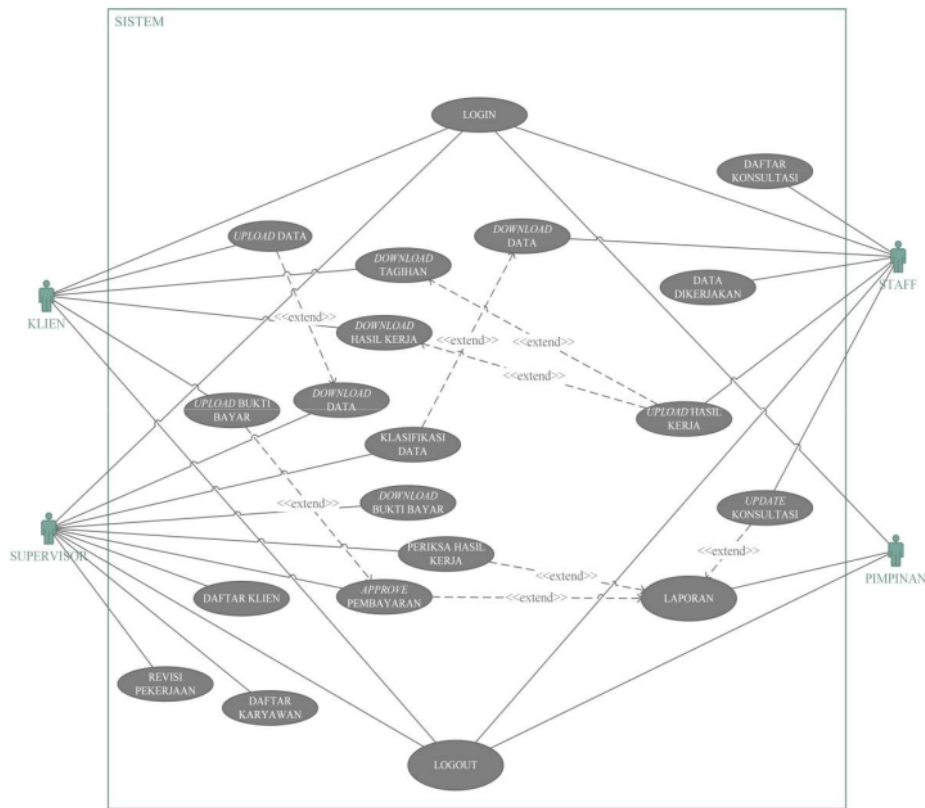 SISTEM
LOGIN
DAFTAR
KONSULTASI
UPLOAD DATA
DOWNLOAD
DATA
DOWNLOAD
TAGIHAN
DATA
DIKERJAKAN
STAFF
KLIEN
<<extend>>
DOWNLOAD
HASIL KERJA
<<extend>>
<<extend>>
<<extend>>
UPLOAD BUKTI
BAYAR
DOWNLOAD
DATA
UPLOAD HASIL
KERJA
KLASIFIKASI
DATA
<<extend>>
DOWNLOAD
BUKTI BAYAR
UPDATE
KONSULTASI
SUPERVISOR
PERIKSA HASIL
KERJA
<<extend>>
<<extend>>
PIMPINAN
DAFTAR KLIEN
APPROVE
PEMBAYARAN
<<extend>>
LAPORAN
REVISI
PEKERJAAN
DAFTAR
KARYAWAN
LOGOUT